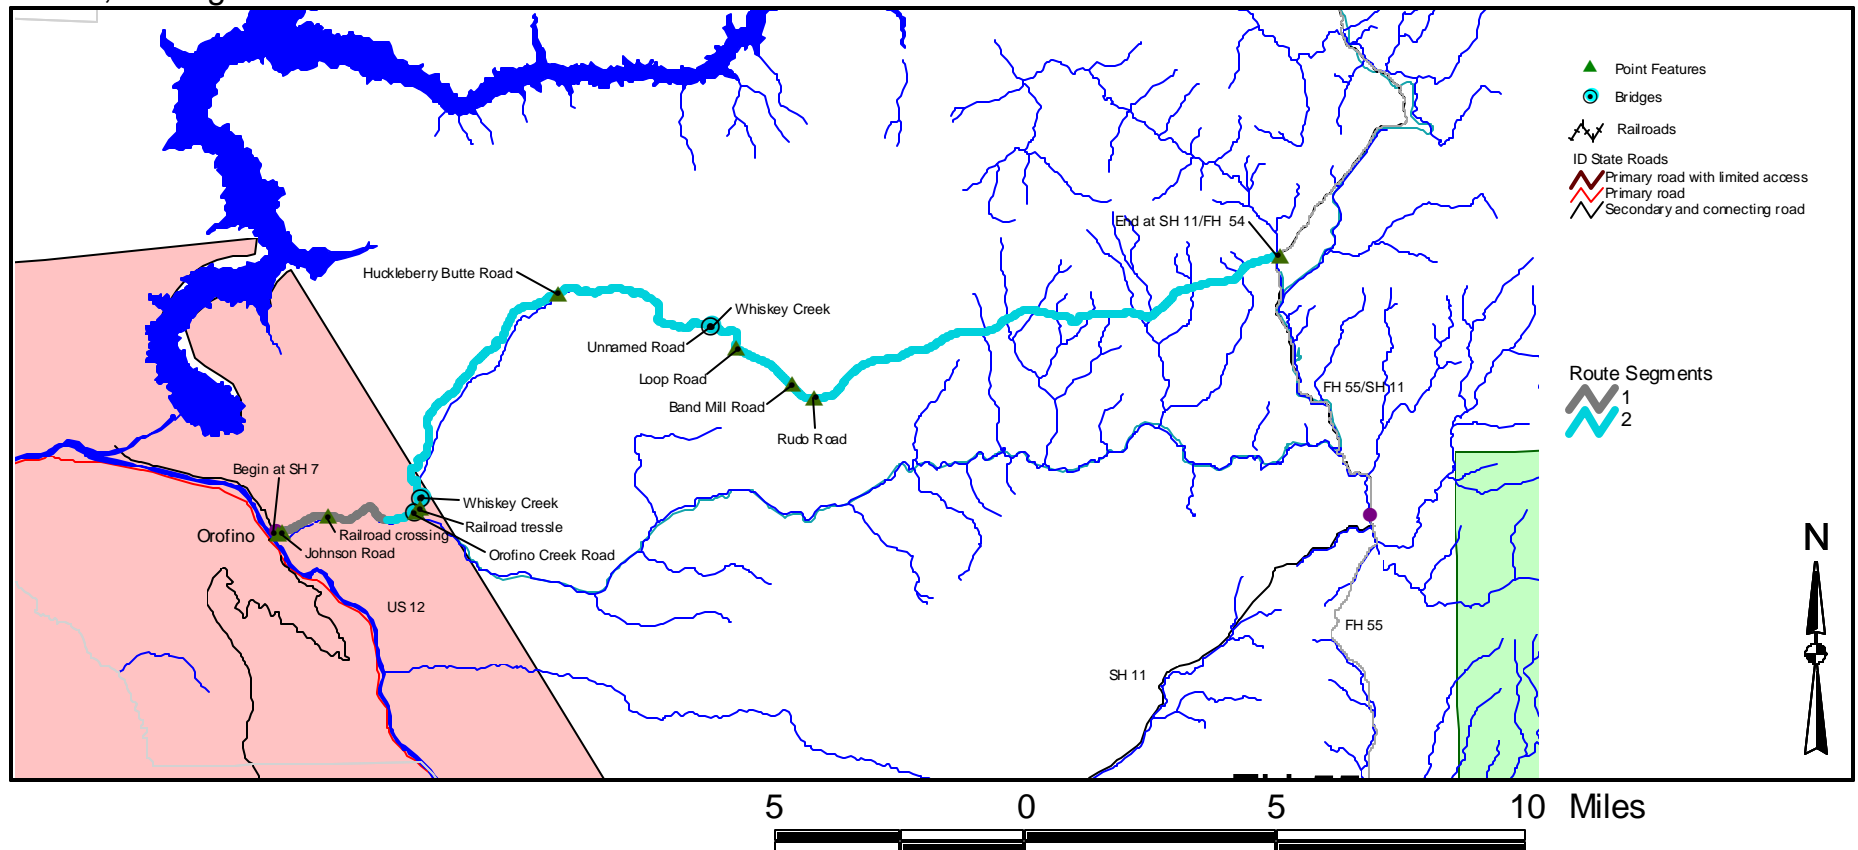 Point Features
Bridges
Railroads
ID State Roads
Primary road with limited access
Primary road
Secondary and connecting road
End at SH 11/FH 54
Huckleberry Butte Road
Whiskey Creek
Unnamed Road
Loop Road
Band Mill Road
Rudo Road
FH 55/SH 11
Route Segments
1
2
Begin at SH 7
Whiskey Creek
Railroad tressle
Orofino
Railroad crossing
Johnson Road
Orofino Creek Road
US 12
FH 55
SH 11
N
5 0 5 10 Miles